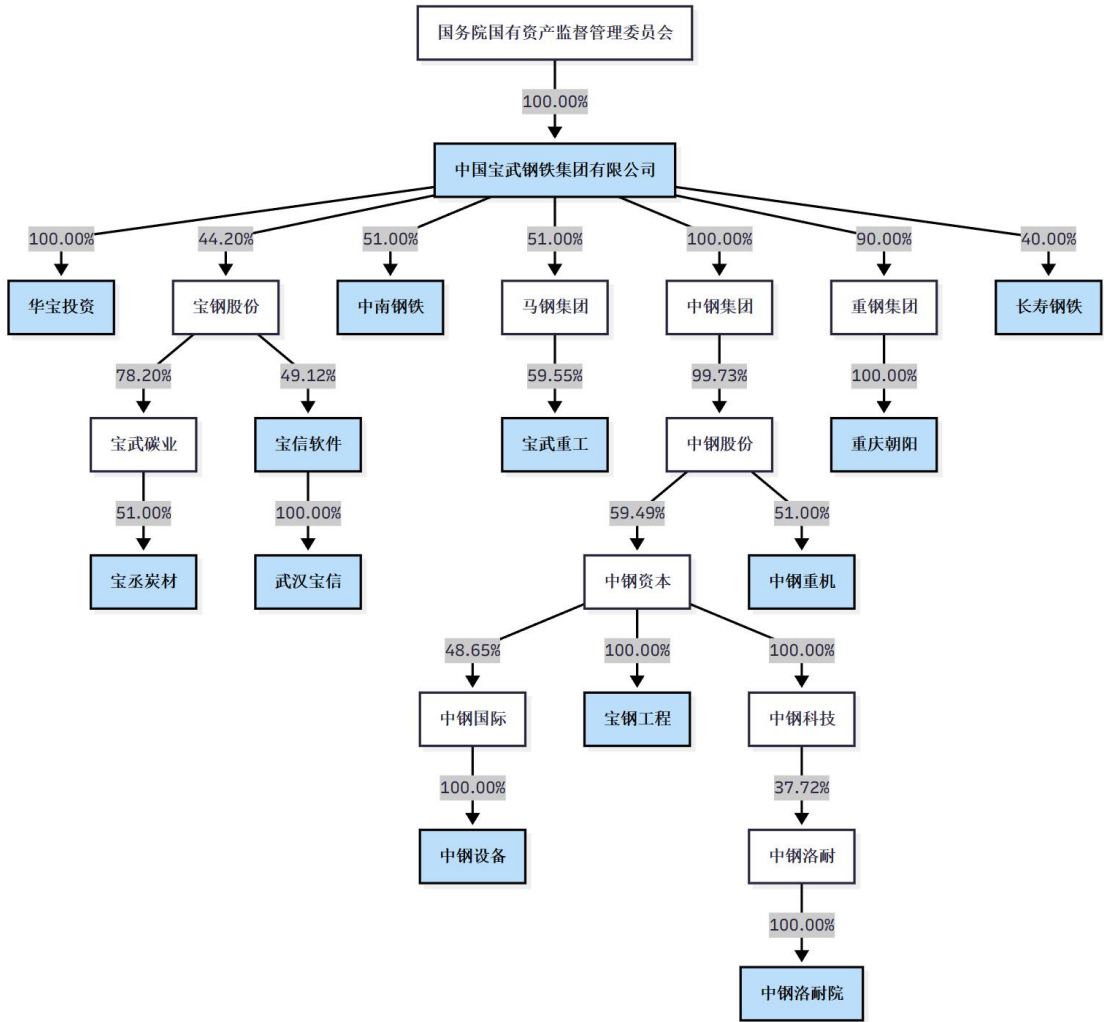 国务院国有资产监督管理委员会
100.00%
中国宝武钢铁集团有限公司
100.00%
44.20%
51.00%
51.00%
100.00%
90.00%
40.00%
华宝投资
宝钢股份
中南钢铁
马钢集团
中钢集团
重钢集团
长寿钢铁
78.20%
49.12%
59.55%
99.73%
100.00%
宝武碳业
宝信软件
宝武重工
中钢股份
重庆朝阳
51.00%
100.00%
59.49%
51.00%
宝丞炭材
武汉宝信
中钢资本
中钢重机
48.65%
100.00%
100.00%
中钢国际
宝钢工程
中钢科技
100.00%
37.72%
中钢设备
中钢洛耐
100.00%
中钢洛耐院